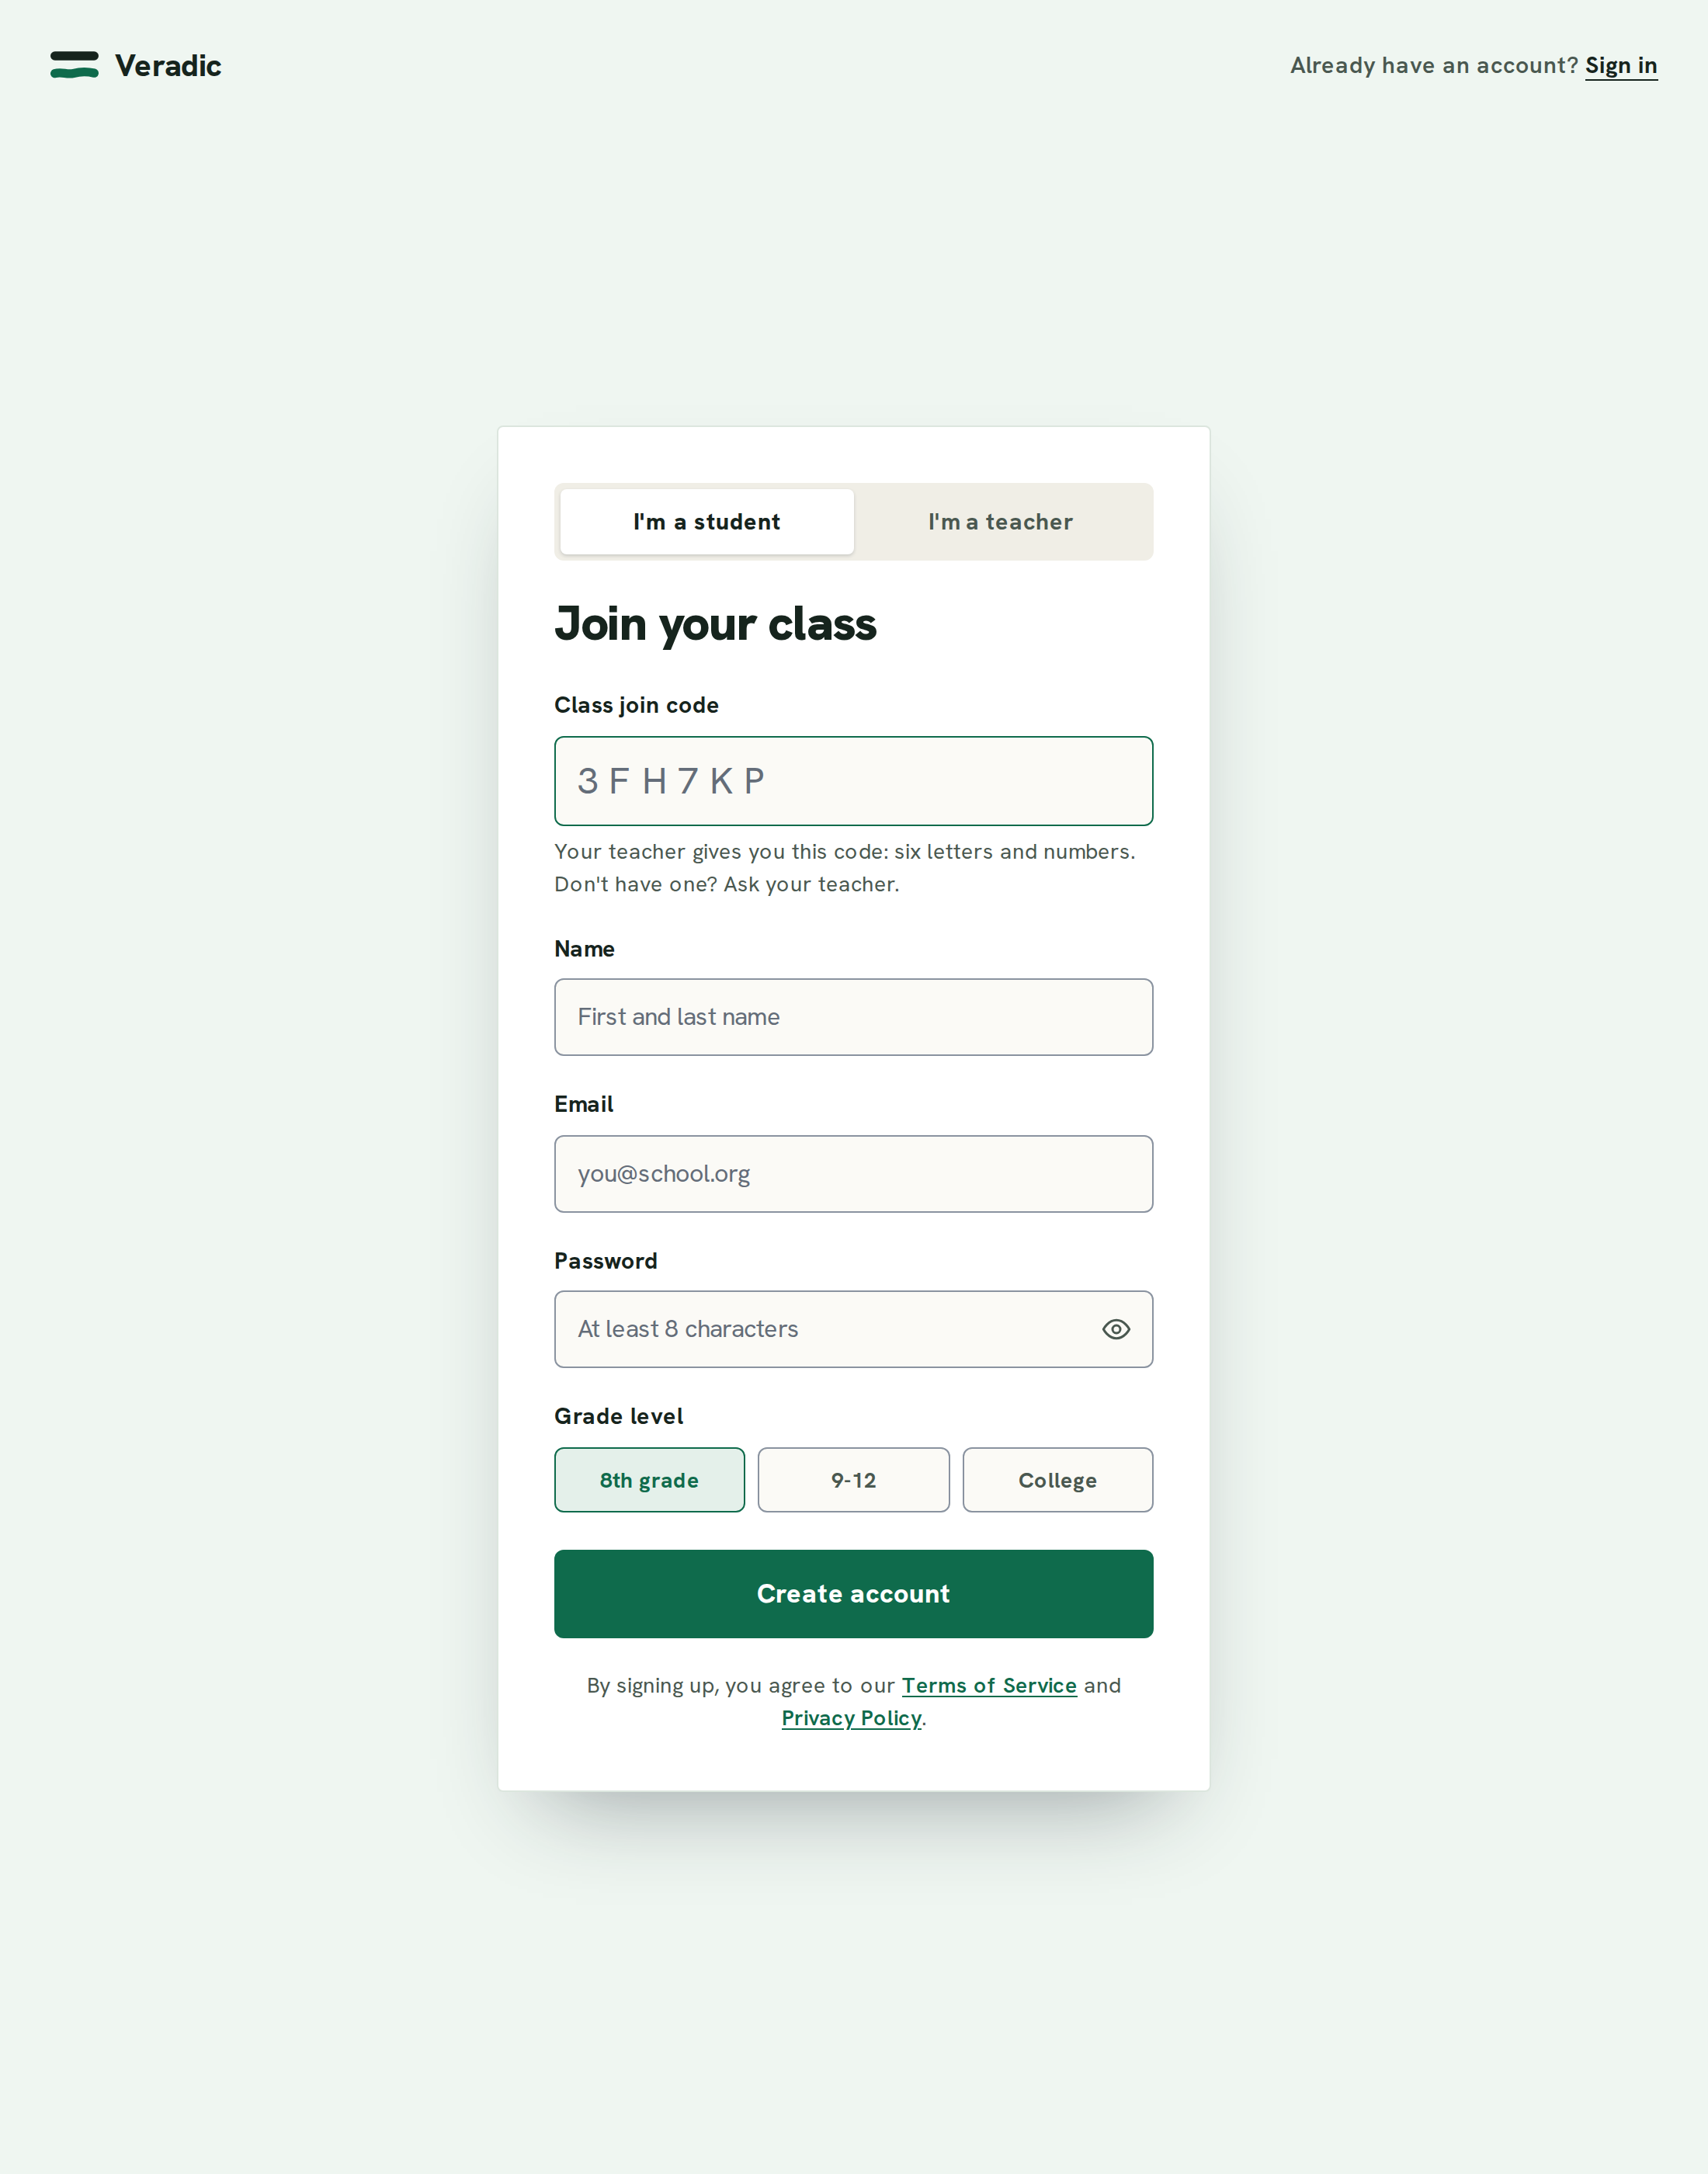 Veradic
Already have an account? Sign in
I'm a student
I'm a teacher
Join your class
Class join code
3FH7KP
Your teacher gives you this code: six letters and numbers.
Don't have one? Ask your teacher.
Name
First and last name
Email
you@school.org
Password
At least 8 characters
Grade level
8th grade
9-12
College
Create account
By signing up, you agree to our Terms of Service and
Privacy Policy.